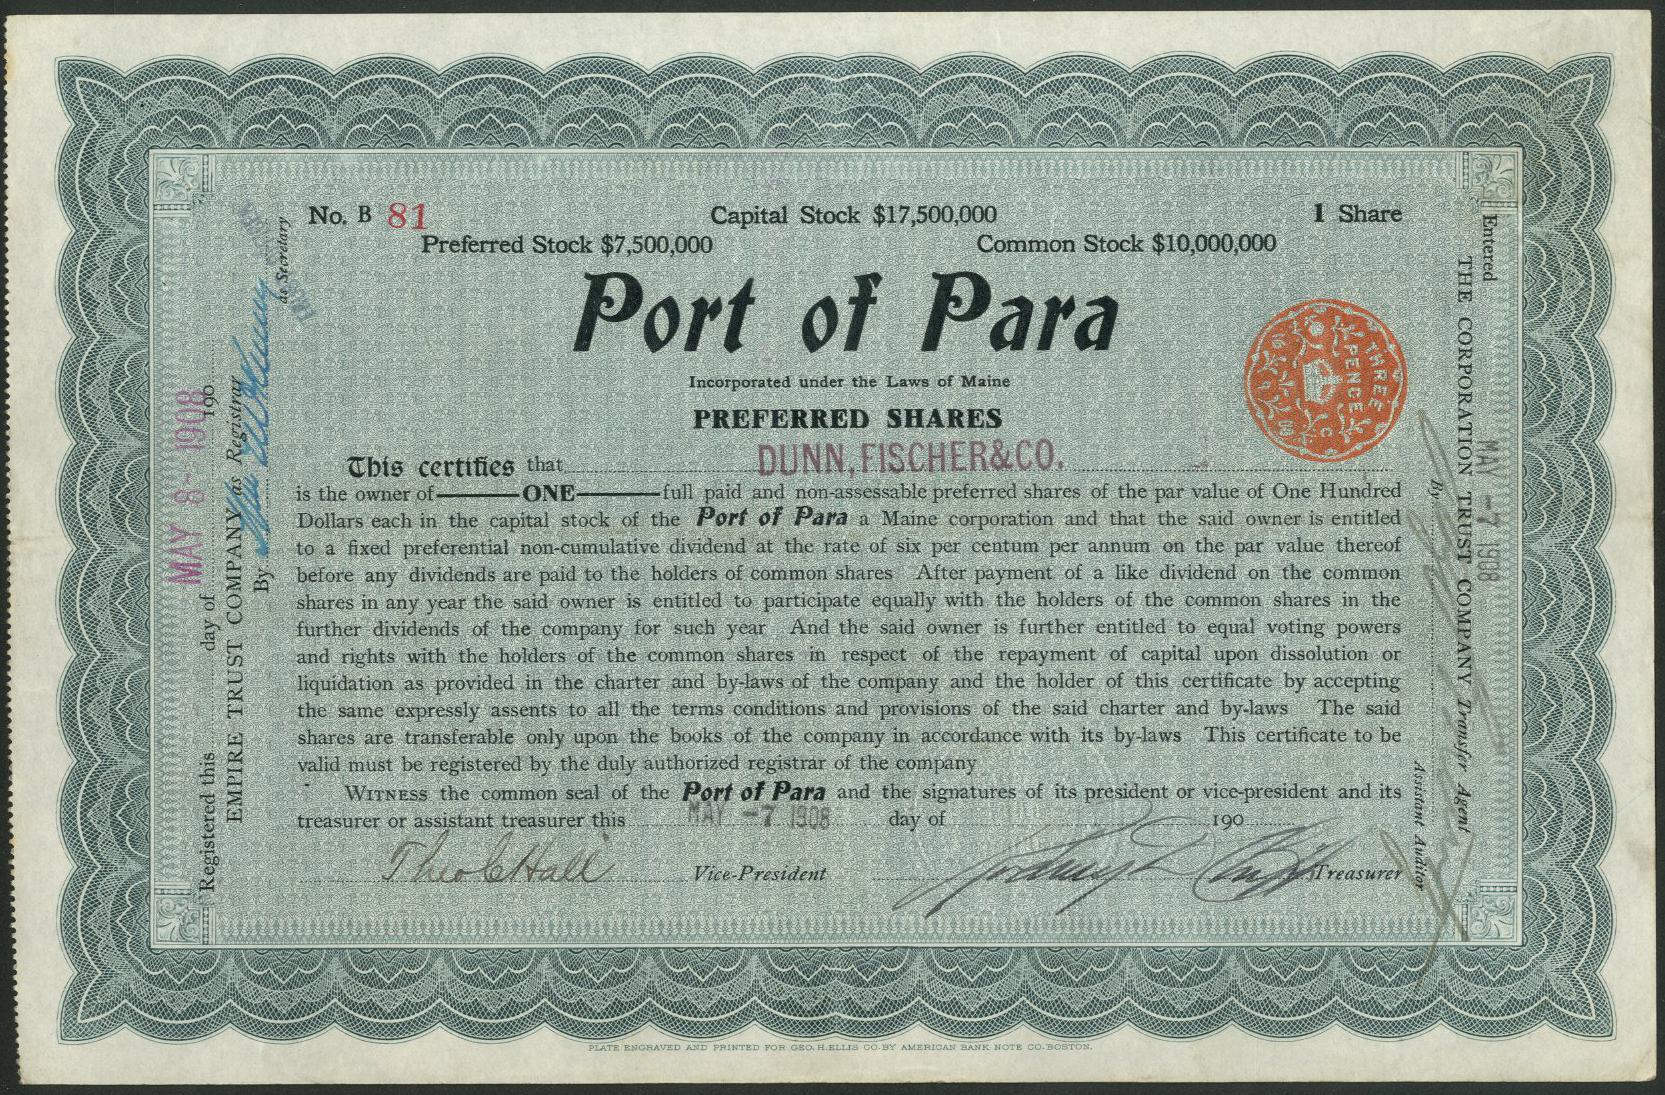 No. B 81
Capital Stock $17,500,000
1 Share
Preferred Stock $7,500,000
Common Stock $10,000,000
Port of Para
Incorporated under the Laws of Maine
PREFERRED SHARES
THREE
PENCE
This certifies that DUNN, FISCHER & CO.
is the owner of ONE full paid and non-assessable preferred shares of the par value of One Hundred
Dollars each in the capital stock of the Port of Para a Maine corporation and that the said owner is entitled
to a fixed preferential non-cumulative dividend at the rate of six per centum per annum on the par value thereof
before any dividends are paid to the holders of common shares After payment of a like dividend on the common
shares in any year the said owner is entitled to participate equally with the holders of the common shares in the
further dividends of the company for such year And the said owner is further entitled to equal voting powers
and rights with the holders of the common shares in respect of the repayment of capital upon dissolution or
liquidation as provided in the charter and by-laws of the company and the holder of this certificate by accepting
the same expressly assents to all the terms conditions and provisions of the said charter and by-laws The said
shares are transferable only upon the books of the company in accordance with its by-laws This certificate to be
valid must be registered by the duly authorized registrar of the company
WITNESS the common seal of the Port of Para and the signatures of its president or vice-president and its
treasurer or assistant treasurer this MAY -7 1908 day of 190
Theo C Hall Vice-President
Treasurer
Registered this day of 190
MAY 8- 1908
EMPIRE TRUST COMPANY as Registrar
By
Secretary
Entered
MAY -7 1908
THE CORPORATION TRUST COMPANY Transfer Agent
By
Assistant Auditor
PLATE ENGRAVED AND PRINTED FOR GEO. H. ELLIS CO. BY AMERICAN BANK NOTE CO. BOSTON.